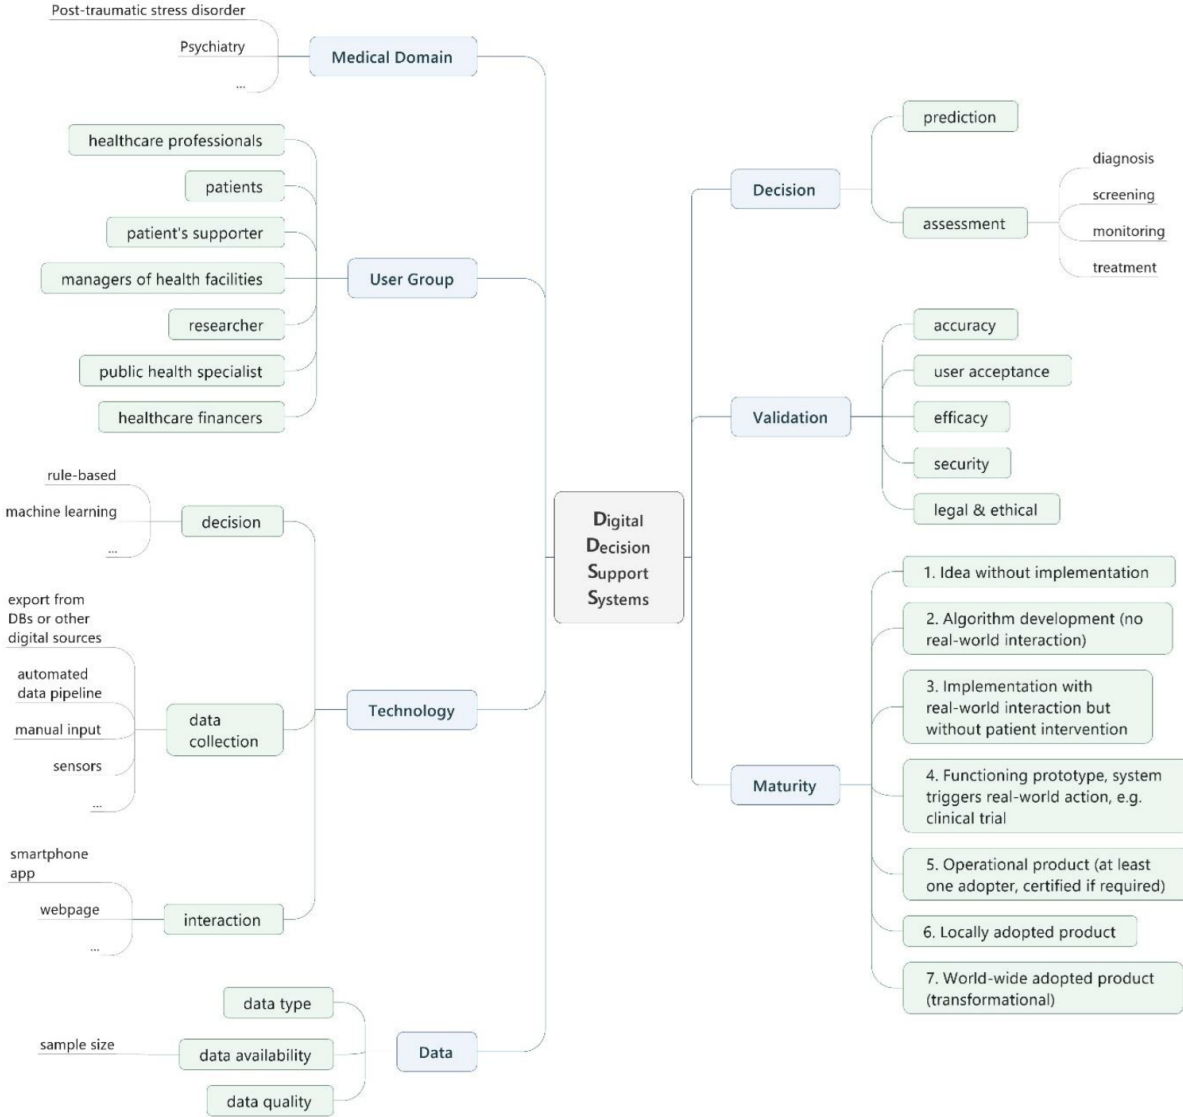 Post-traumatic stress disorder
Psychiatry
...
Medical Domain
healthcare professionals
patients
patient's supporter
managers of health facilities
researcher
public health specialist
healthcare financers
User Group
rule-based
machine learning
...
decision
export from
DBs or other
digital sources
automated
data pipeline
manual input
sensors
...
data
collection
Technology
smartphone
app
webpage
...
interaction
data type
sample size
data availability
data quality
Data
Digital
Decision
Support
Systems
Decision
prediction
assessment
diagnosis
screening
monitoring
treatment
Validation
accuracy
user acceptance
efficacy
security
legal & ethical
Maturity
1. Idea without implementation
2. Algorithm development (no
real-world interaction)
3. Implementation with
real-world interaction but
without patient intervention
4. Functioning prototype, system
triggers real-world action, e.g.
clinical trial
5. Operational product (at least
one adopter, certified if required)
6. Locally adopted product
7. World-wide adopted product
(transformational)